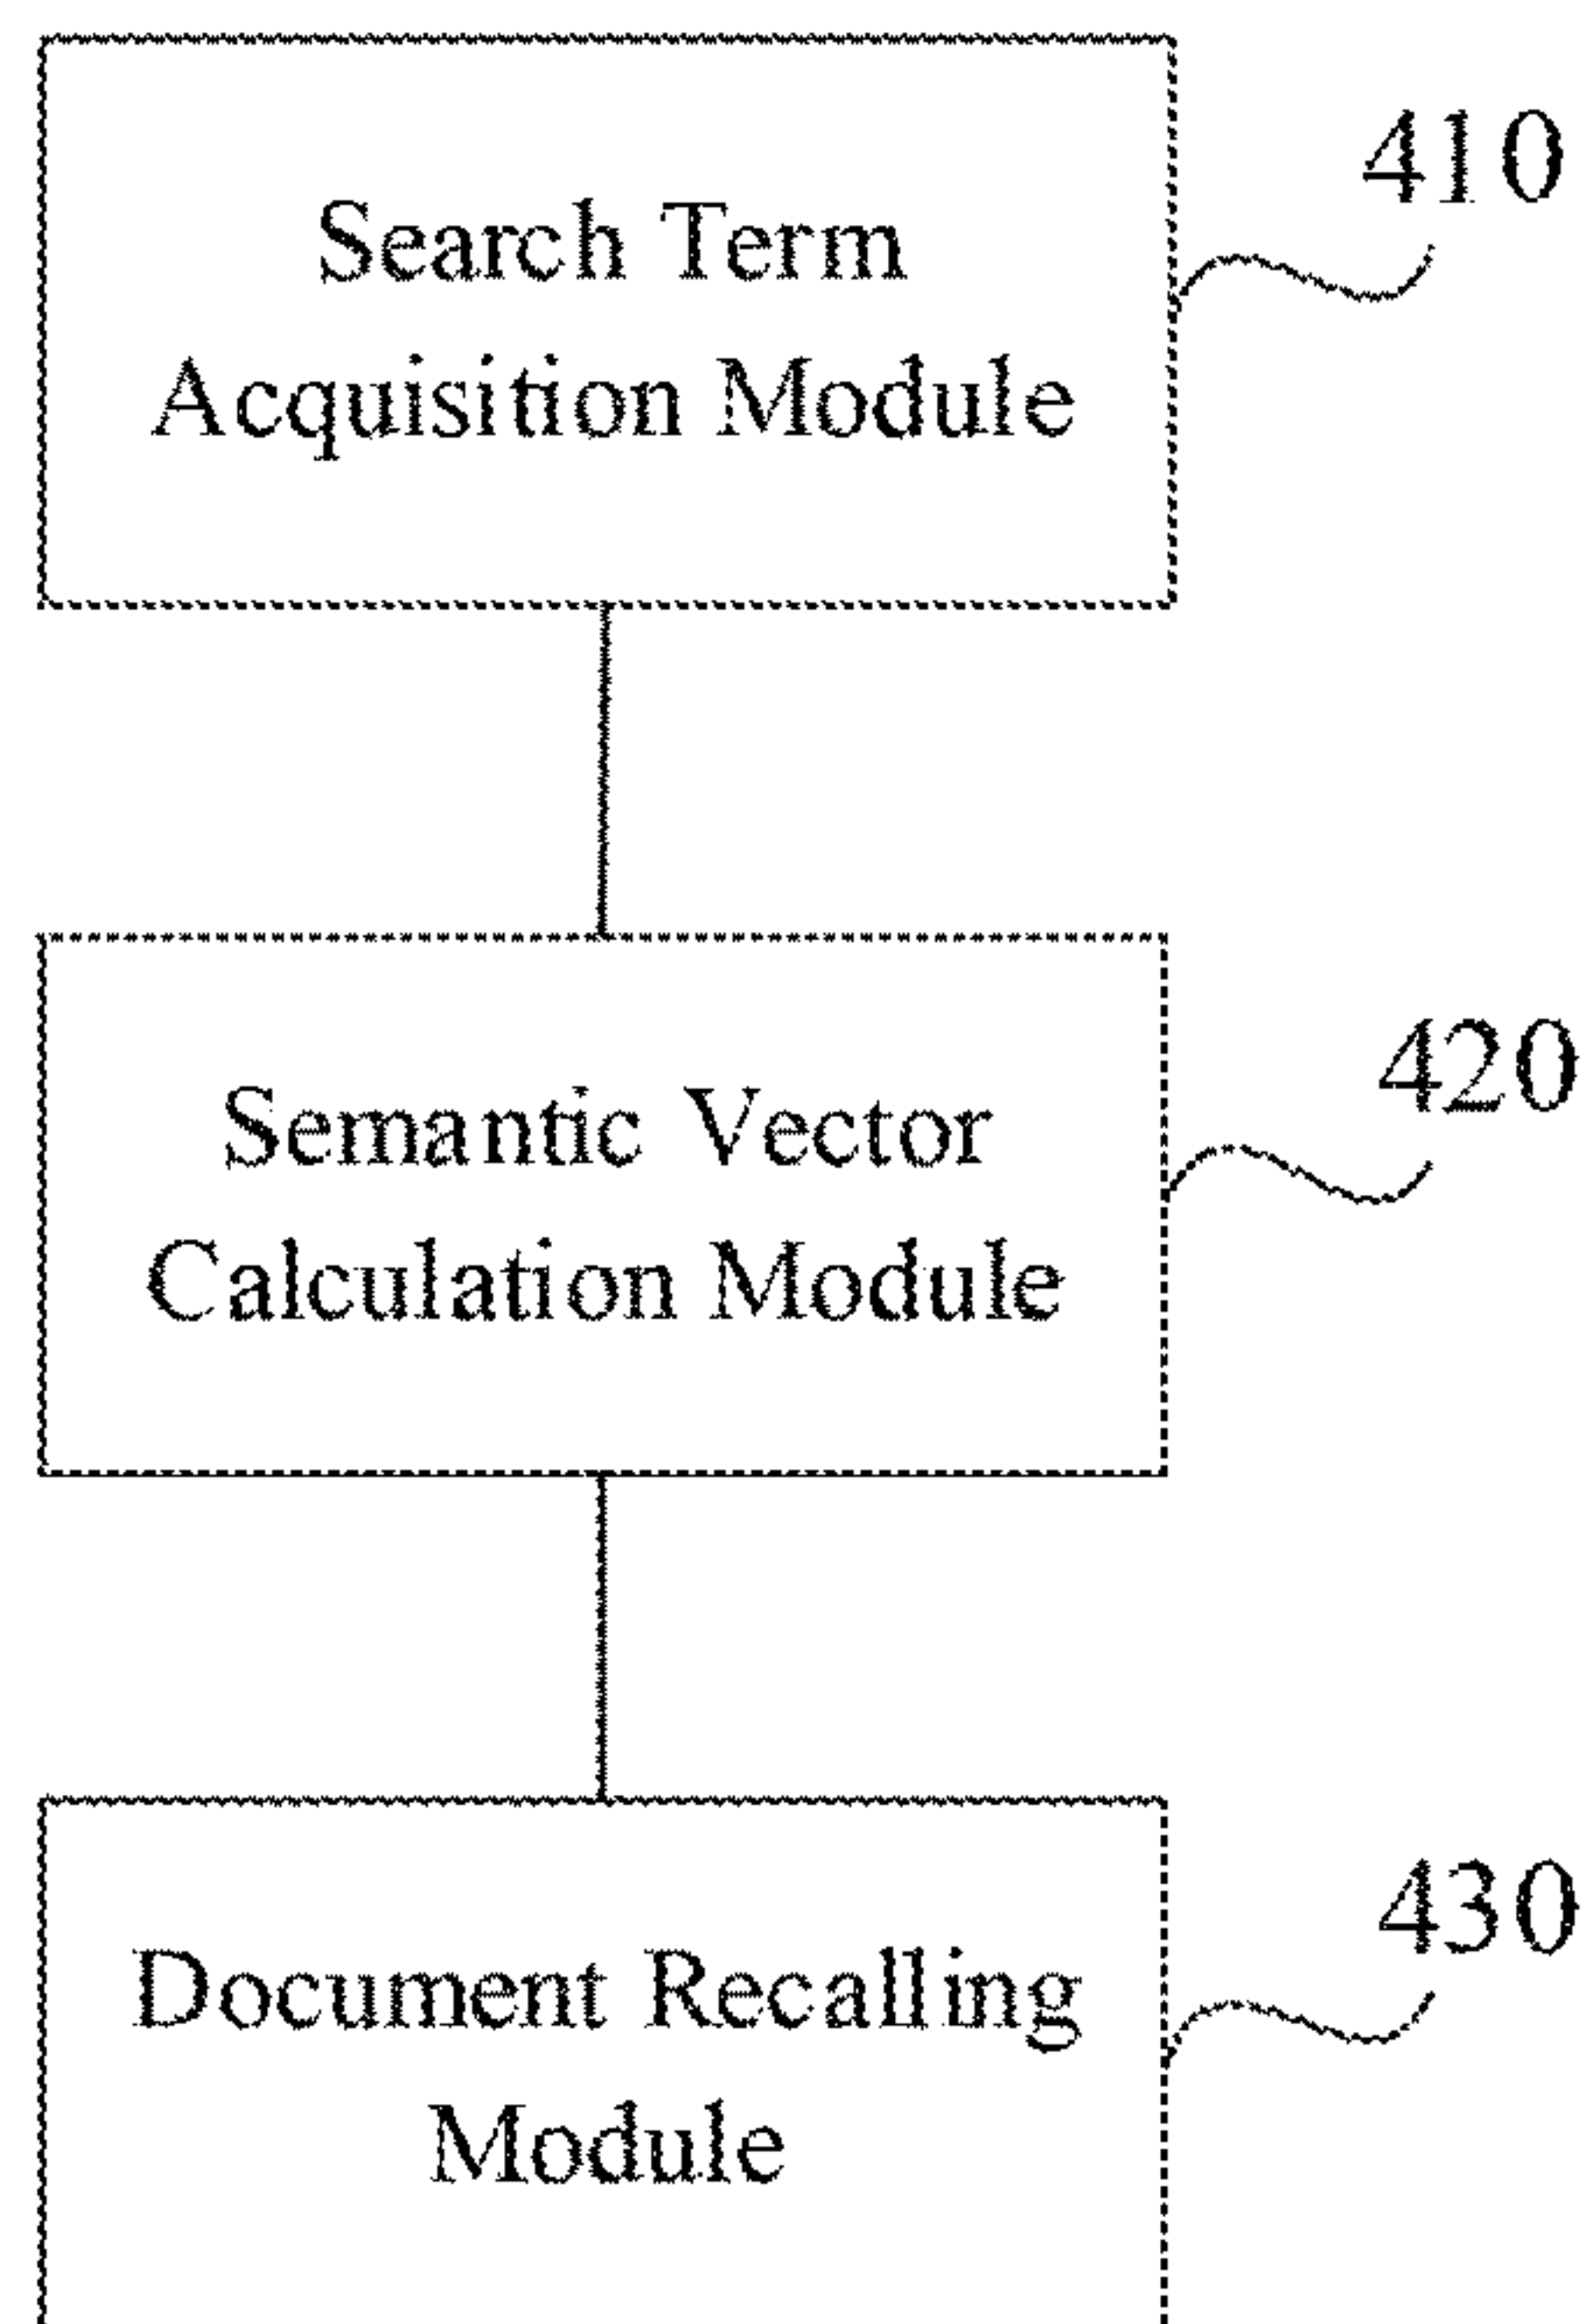 410
Search Term
Acquisition Module
420
Semantic Vector
Calculation Module
430
Document Recalling
Module